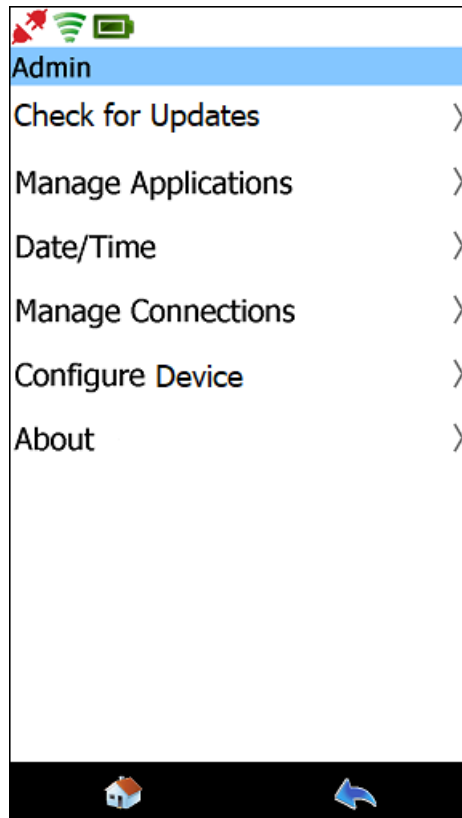 Admin
Check for Updates
Manage Applications
Date/Time
Manage Connections
Configure Device
About